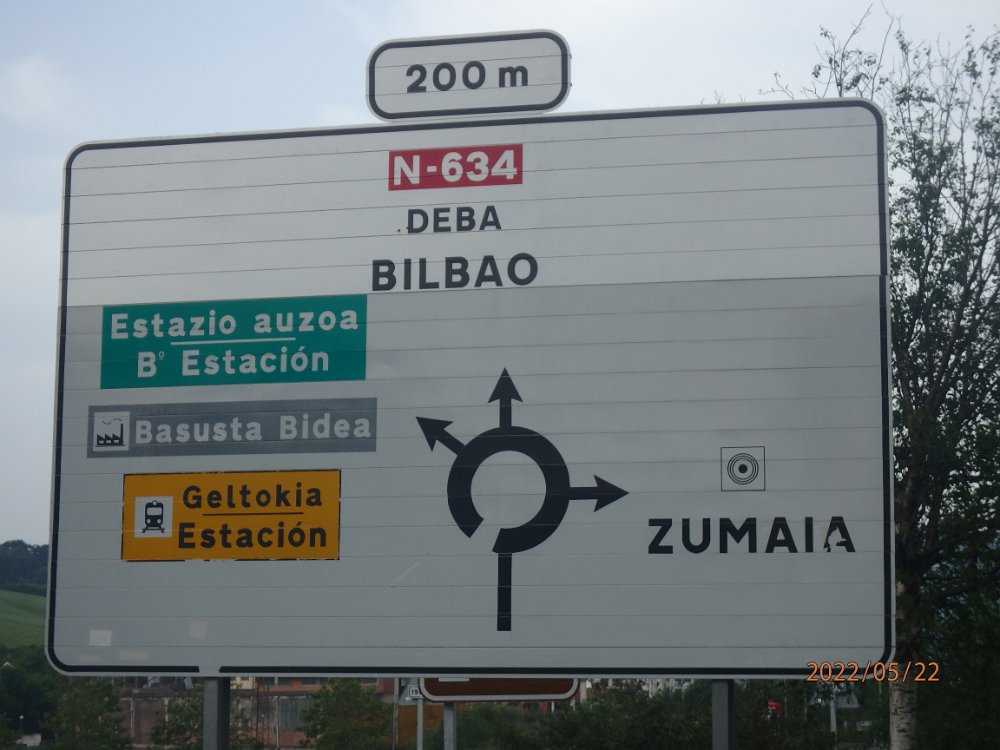 200 m
N-634
DEBA
BILBAO
Estazio auzoa
Bº Estación
Basusta Bidea
Geltokia
Estación
ZUMAIA
2022/05/22